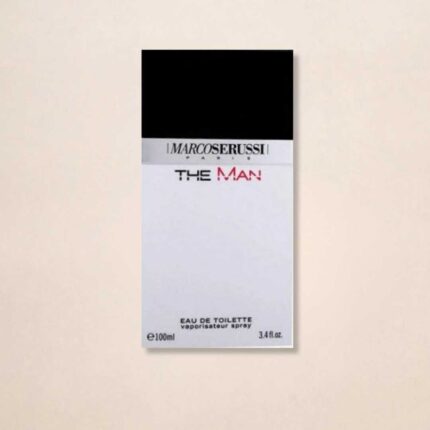 |MARCOSERUSSI|
PARIS
THE MAN
EAU DE TOILETTE
vaporisateur spray
℮100ml 3.4 fl.oz.